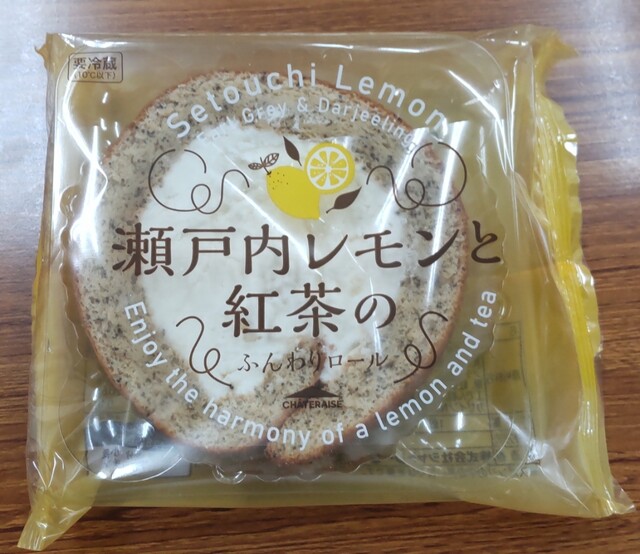 要冷蔵
(10℃以下)
Setouchi Lemon
Earl Grey & Darjeeling
瀬戸内レモンと
紅茶の
ふんわりロール
CHATERAISE
Enjoy the harmony of a lemon and tea